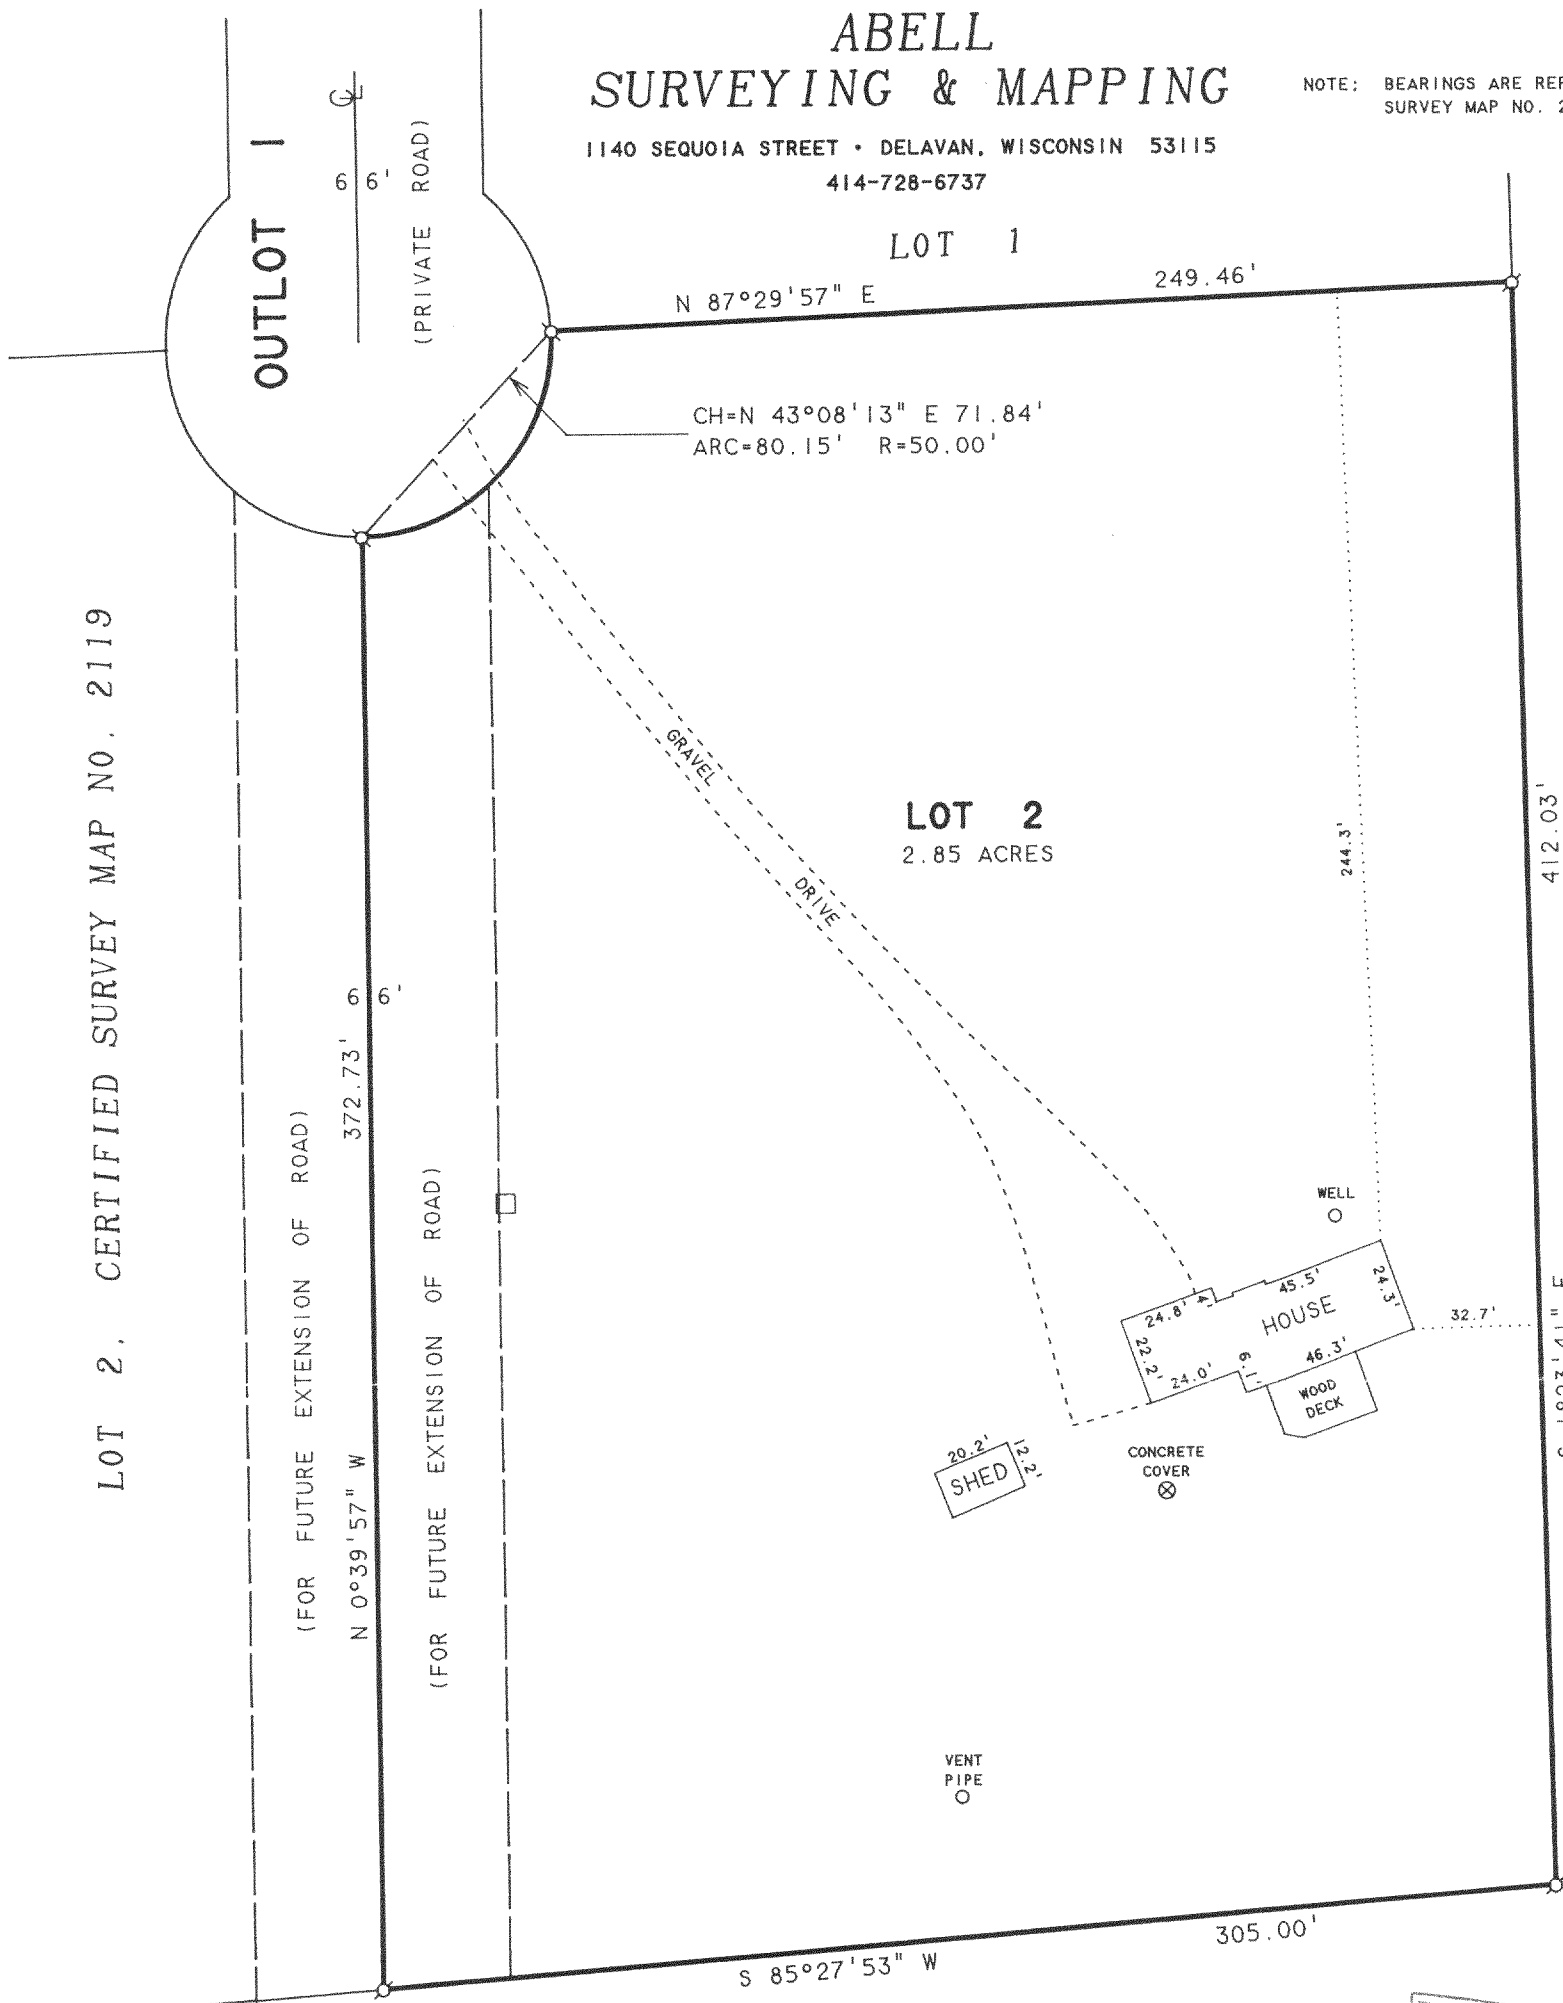 ABELL
SURVEYING & MAPPING
1140 SEQUOIA STREET • DELAVAN, WISCONSIN 53115
414-728-6737
NOTE: BEARINGS ARE
SURVEY MAP NO.
OUTLOT 1
6 6'
(PRIVATE ROAD)
LOT 1
N 87°29'57" E
249.46'
CH=N 43°08'13" E 71.84'
ARC=80.15' R=50.00'
LOT 2, CERTIFIED SURVEY MAP NO. 2119
GRAVEL
DRIVE
LOT 2
2.85 ACRES
244.3'
412.03'
6 6'
372.73'
N 0°39'57" W
(FOR FUTURE EXTENSION OF ROAD)
(FOR FUTURE EXTENSION OF ROAD)
WELL
HOUSE
45.5'
24.3'
24.8'
4'
22.2'
24.0'
6.1'
46.3'
32.7'
WOOD
DECK
20.2'
12.2'
SHED
CONCRETE
COVER
VENT
PIPE
305.00'
S 85°27'53" W